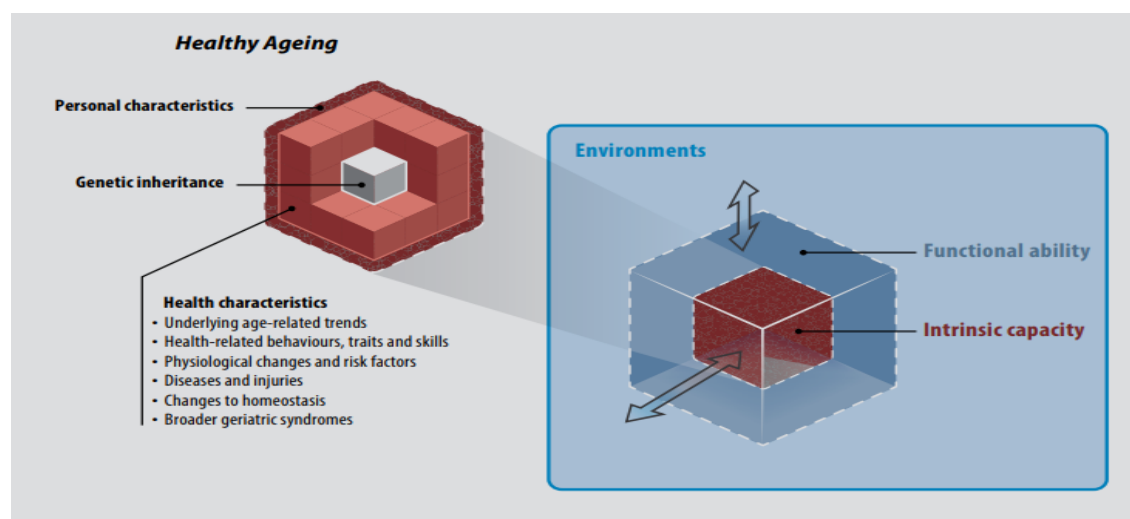 Healthy Ageing
Personal characteristics
Genetic inheritance
Health characteristics
• Underlying age-related trends
• Health-related behaviours, traits and skills
• Physiological changes and risk factors
• Diseases and injuries
• Changes to homeostasis
• Broader geriatric syndromes
Environments
Functional ability
Intrinsic capacity